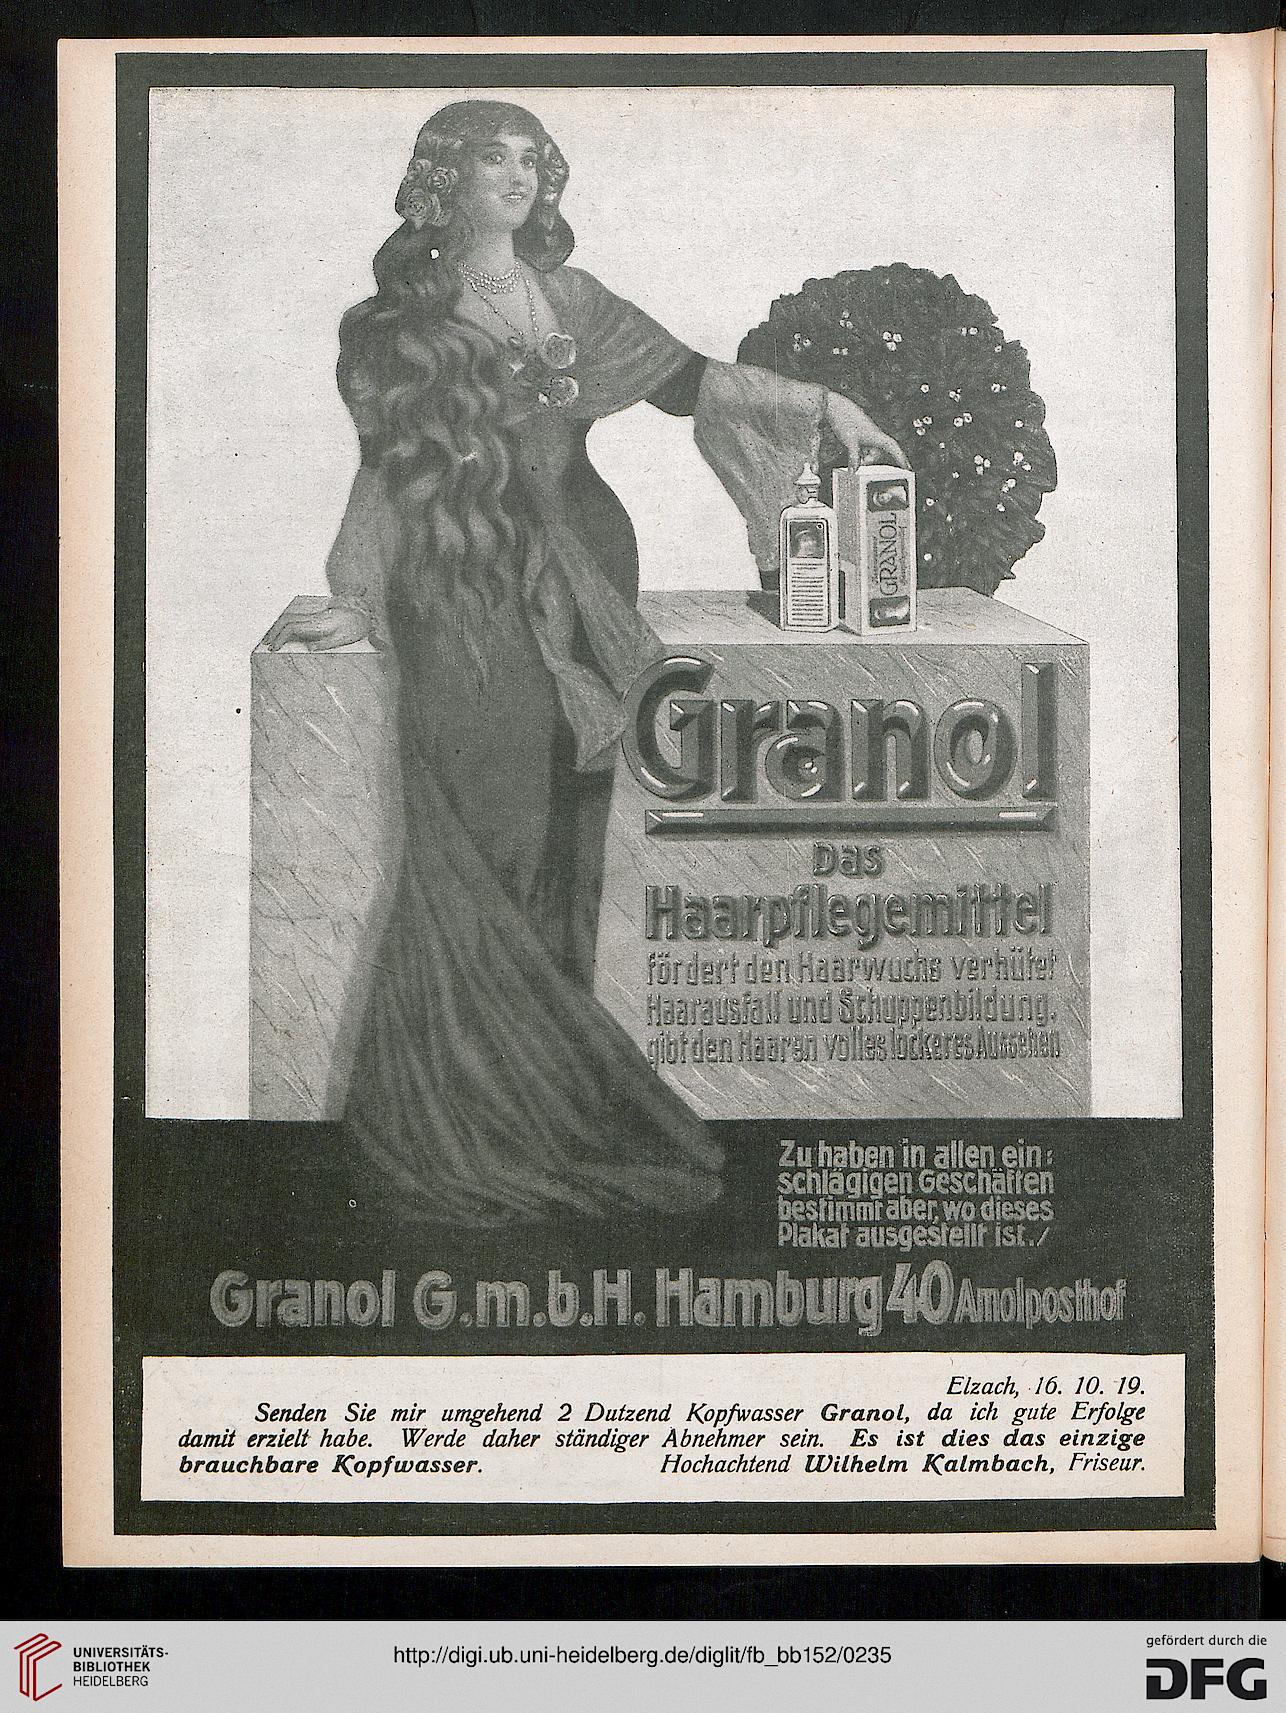 GRANOL
Granol
Das
Haarpflegemittel
fördert den Haarwuchs verhütet
Haarausfall und Schuppenbildung,
gibt den Haaren volles lockeres Aussehen
Zu haben in allen ein=
schlägigen Geschäften
bestimmt aber, wo dieses
Plakat ausgestellt ist./
Granol G.m.b.H. Hamburg 40 Amolposthof
Elzach, 16. 10. 19.
Senden Sie mir umgehend 2 Dutzend Kopfwasser Granol, da ich gute Erfolge
damit erzielt habe. Werde daher ständiger Abnehmer sein. Es ist dies das einzige
brauchbare Kopfwasser. Hochachtend Wilhelm Kalmbach, Friseur.
UNIVERSITÄTS-
BIBLIOTHEK
HEIDELBERG
http://digi.ub.uni-heidelberg.de/diglit/fb_bb152/0235
gefördert durch die
DFG